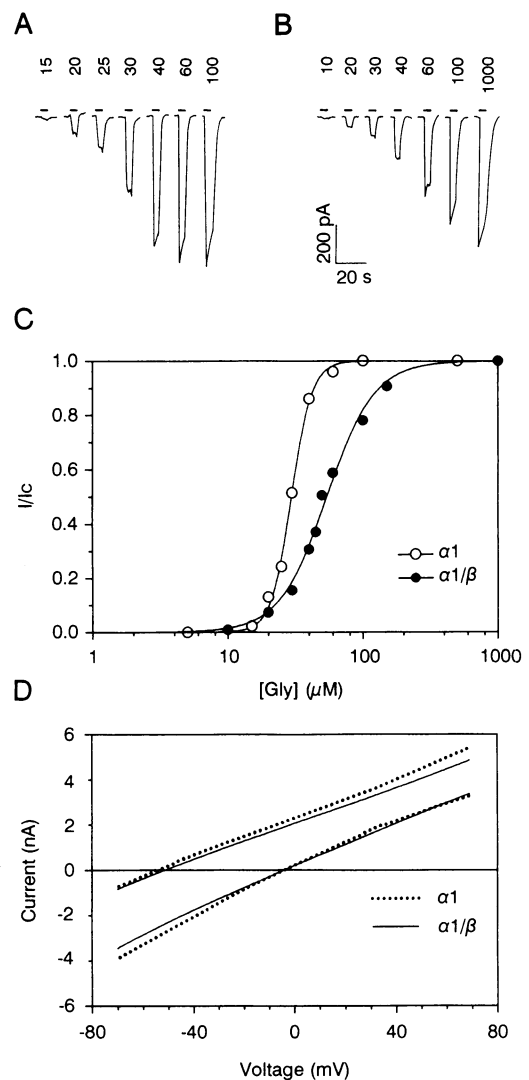 A
15 20 25 30 40 60 100
B
10 20 30 40 60 100 1000
200 pA
20 s
C
1.0
0.8
0.6
0.4
0.2
0.0
I/Ic
α1
α1/β
1 10 100 1000
[Gly] (μM)
D
6
4
2
0
-2
-4
-6
Current (nA)
α1
α1/β
-80 -40 0 40 80
Voltage (mV)